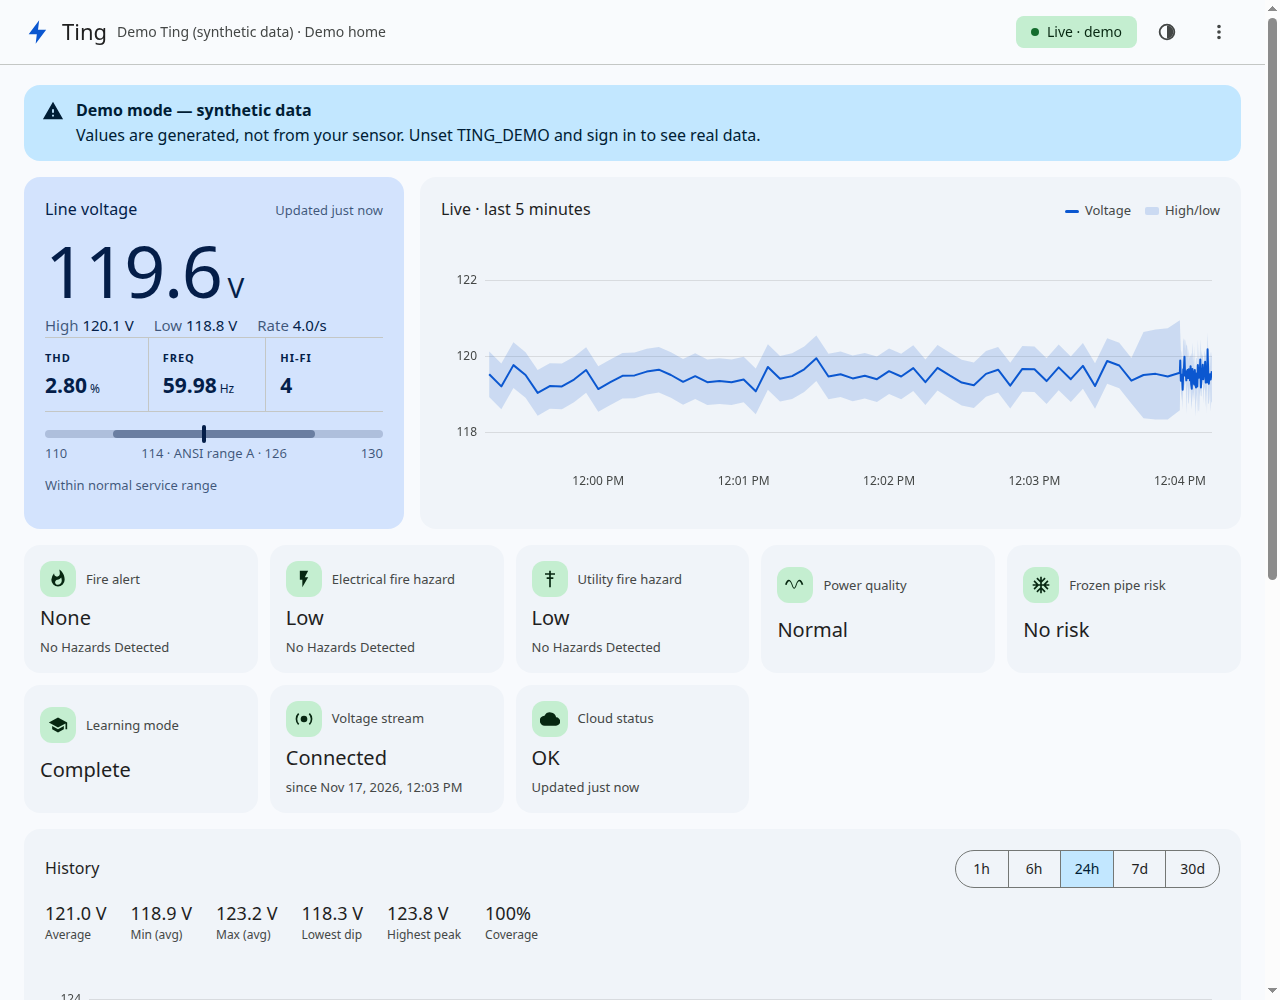 Ting Demo Ting (synthetic data) · Demo home
Live · demo
Demo mode — synthetic data
Values are generated, not from your sensor. Unset TING_DEMO and sign in to see real data.
Line voltage
Updated just now
119.6 V
High 120.1 V Low 118.8 V Rate 4.0/s
THD FREQ HI-FI
2.80 % 59.98 Hz 4
110 114 · ANSI range A · 126 130
Within normal service range
Live · last 5 minutes
Voltage High/low
122
120
118
12:00 PM 12:01 PM 12:02 PM 12:03 PM 12:04 PM
Fire alert
None
No Hazards Detected
Electrical fire hazard
Low
No Hazards Detected
Utility fire hazard
Low
No Hazards Detected
Power quality
Normal
Frozen pipe risk
No risk
Learning mode
Complete
Voltage stream
Connected
since Nov 17, 2026, 12:03 PM
Cloud status
OK
Updated just now
History
1h 6h 24h 7d 30d
121.0 V 118.9 V 123.2 V 118.3 V 123.8 V 100%
Average Min (avg) Max (avg) Lowest dip Highest peak Coverage
124